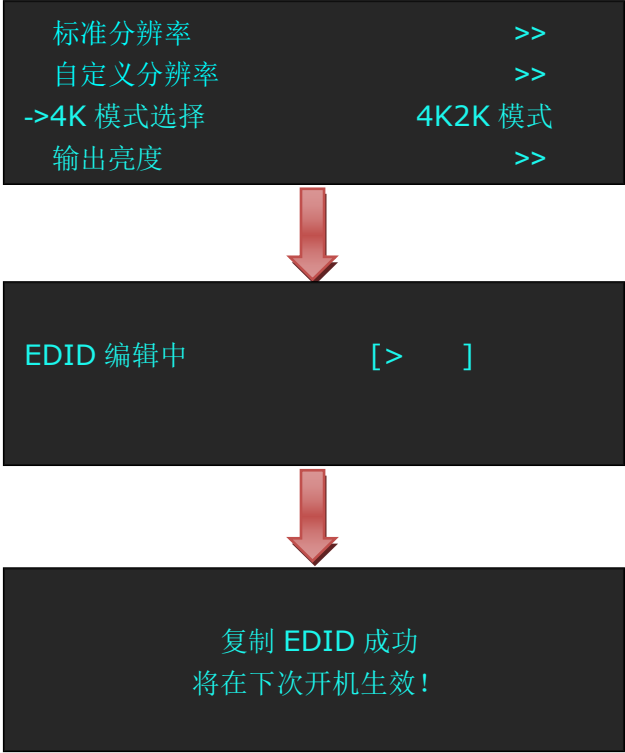 标准分辨率 >>
自定义分辨率 >>
->4K 模式选择 4K2K 模式
输出亮度 >>
EDID 编辑中 [> ]
复制 EDID 成功
将在下次开机生效!